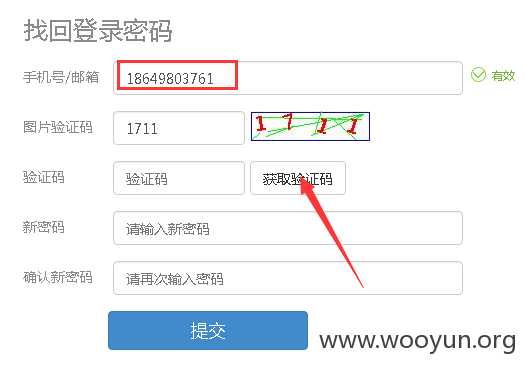 找回登录密码
手机号/邮箱 18649803761 有效
图片验证码 1711 1711
验证码 验证码 获取验证码
新密码 请输入新密码
确认新密码 请再次输入密码
提交
www.wooyun.org